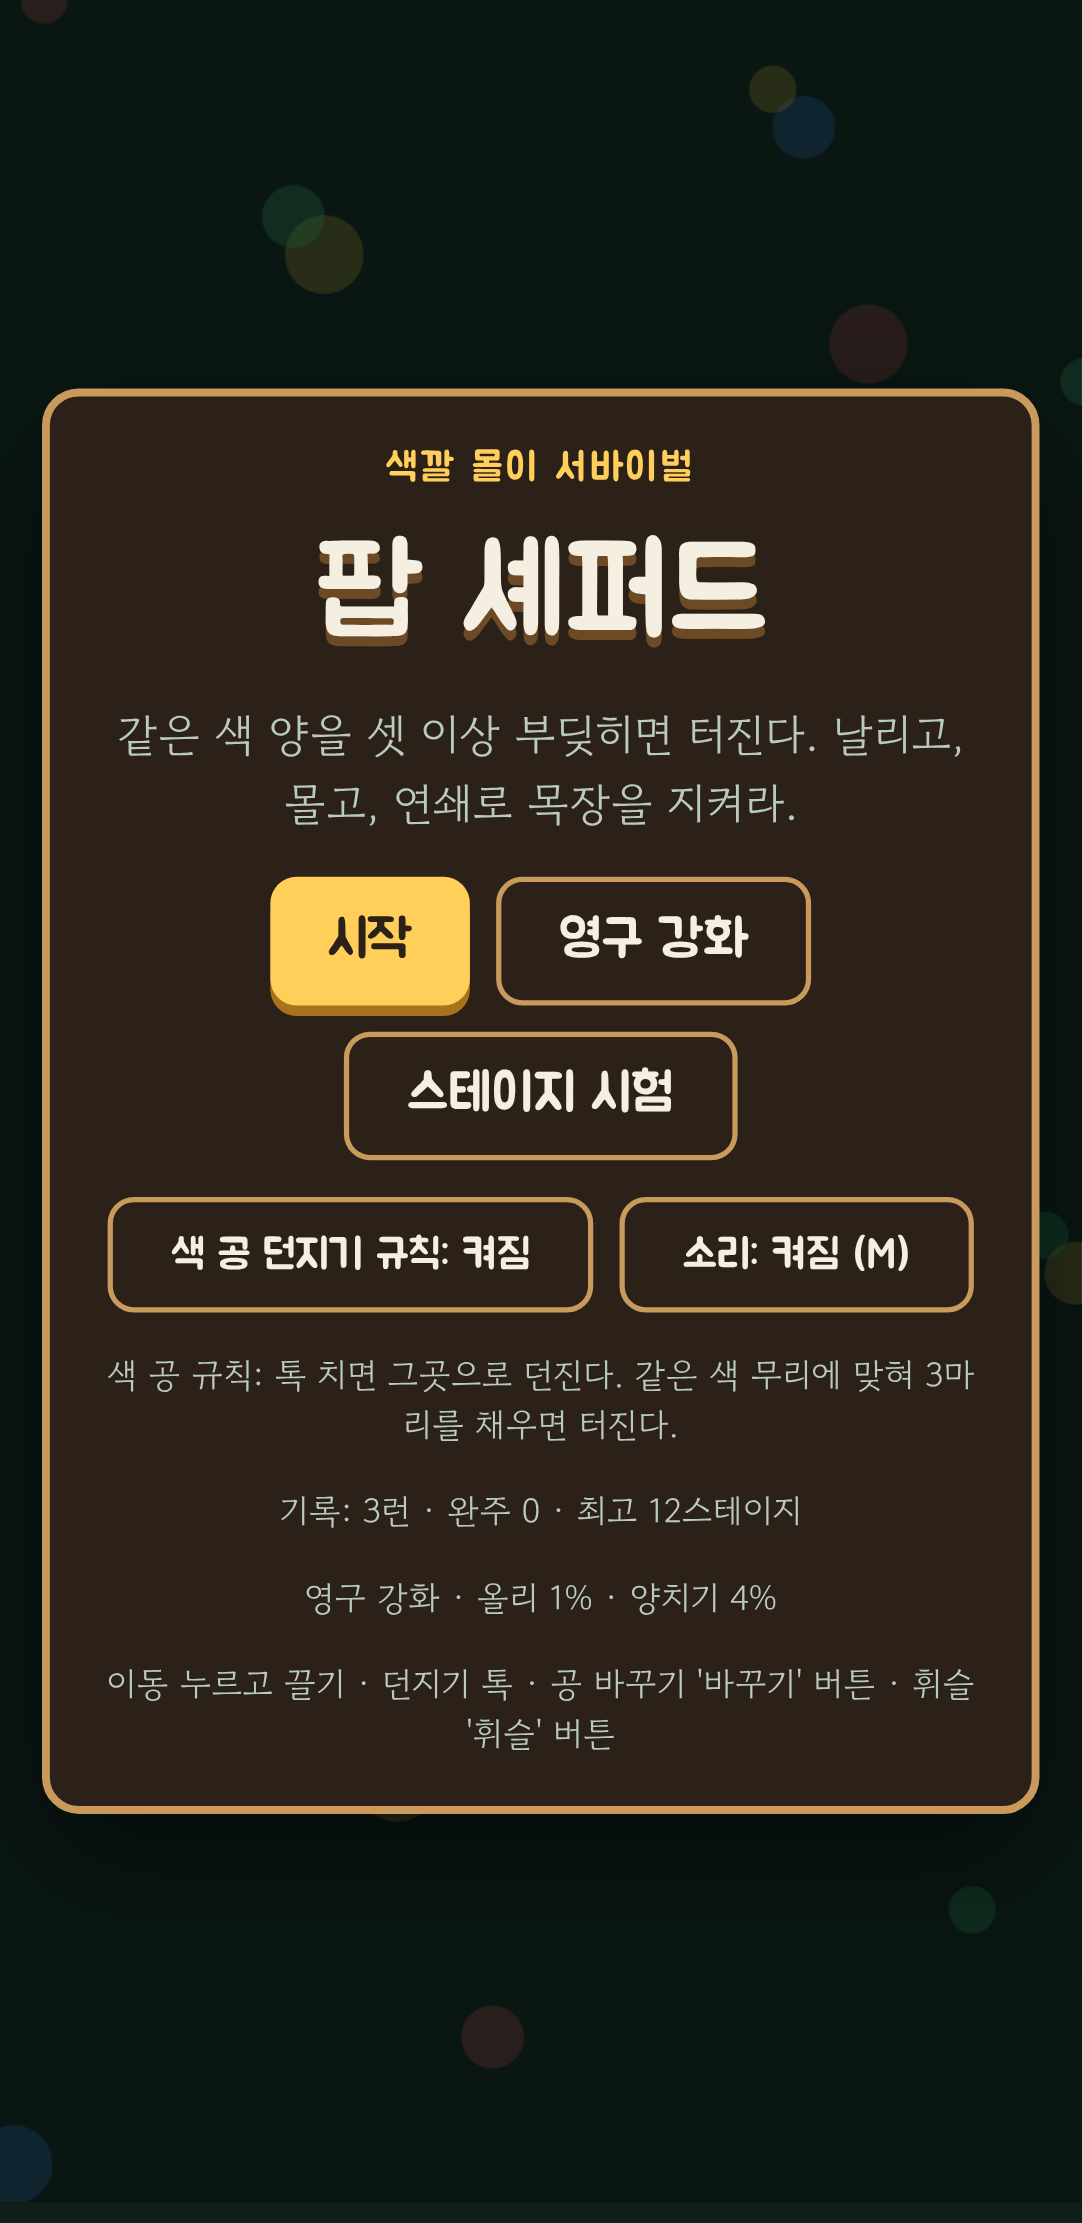 색깔 몰이 서바이벌
팝 셰퍼드
같은 색 양을 셋 이상 부딪히면 터진다. 날리고,
몰고, 연쇄로 목장을 지켜라.
시작
영구 강화
스테이지 시험
색 공 던지기 규칙: 켜짐
소리: 켜짐 (M)
색 공 규칙: 톡 치면 그곳으로 던진다. 같은 색 무리에 맞혀 3마
리를 채우면 터진다.
기록: 3런 · 완주 0 · 최고 12스테이지
영구 강화 · 올리 1% · 양치기 4%
이동 누르고 끌기 · 던지기 톡 · 공 바꾸기 '바꾸기' 버튼 · 휘슬
'휘슬' 버튼